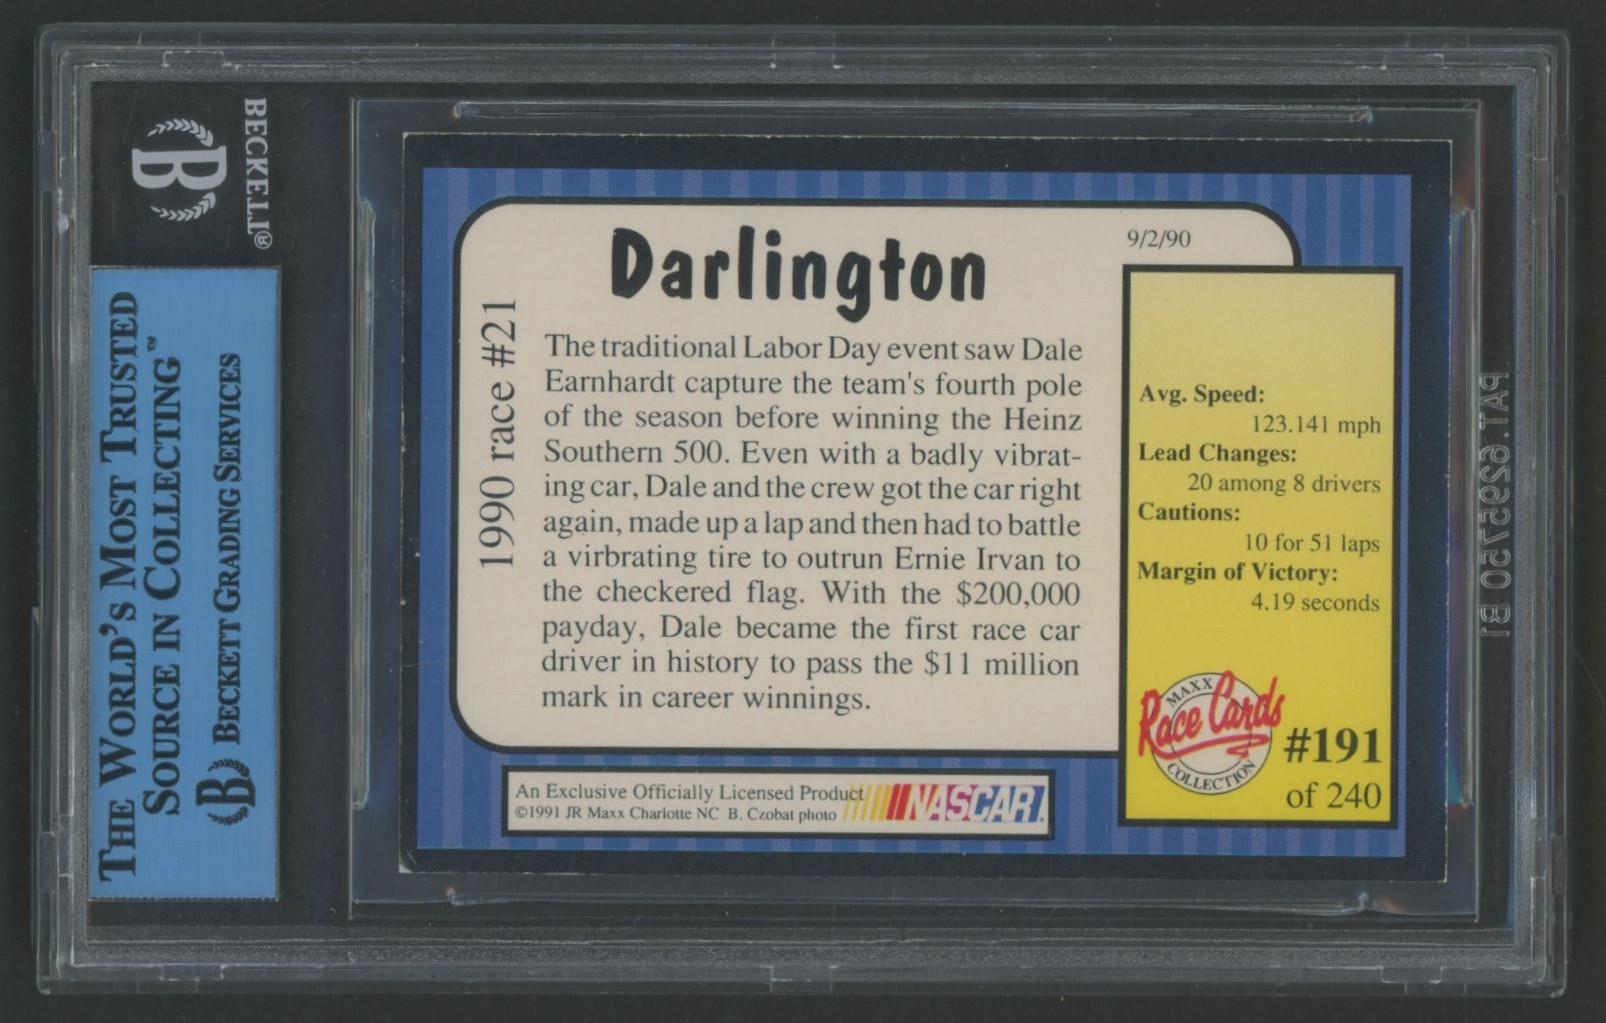 BECKETT®
B
THE WORLD'S MOST TRUSTED
SOURCE IN COLLECTING™
B BECKETT GRADING SERVICES
Darlington
9/2/90
1990 race #21
The traditional Labor Day event saw Dale
Earnhardt capture the team's fourth pole
of the season before winning the Heinz
Southern 500. Even with a badly vibrat-
ing car, Dale and the crew got the car right
again, made up a lap and then had to battle
a virbrating tire to outrun Ernie Irvan to
the checkered flag. With the $200,000
payday, Dale became the first race car
driver in history to pass the $11 million
mark in career winnings.
Avg. Speed:
123.141 mph
Lead Changes:
20 among 8 drivers
Cautions:
10 for 51 laps
Margin of Victory:
4.19 seconds
MAXX
Race Cards
COLLECTION
#191
of 240
An Exclusive Officially Licensed Product
©1991 JR Maxx Charlotte NC B. Czobat photo
NASCAR
PAT. 6295750 B1